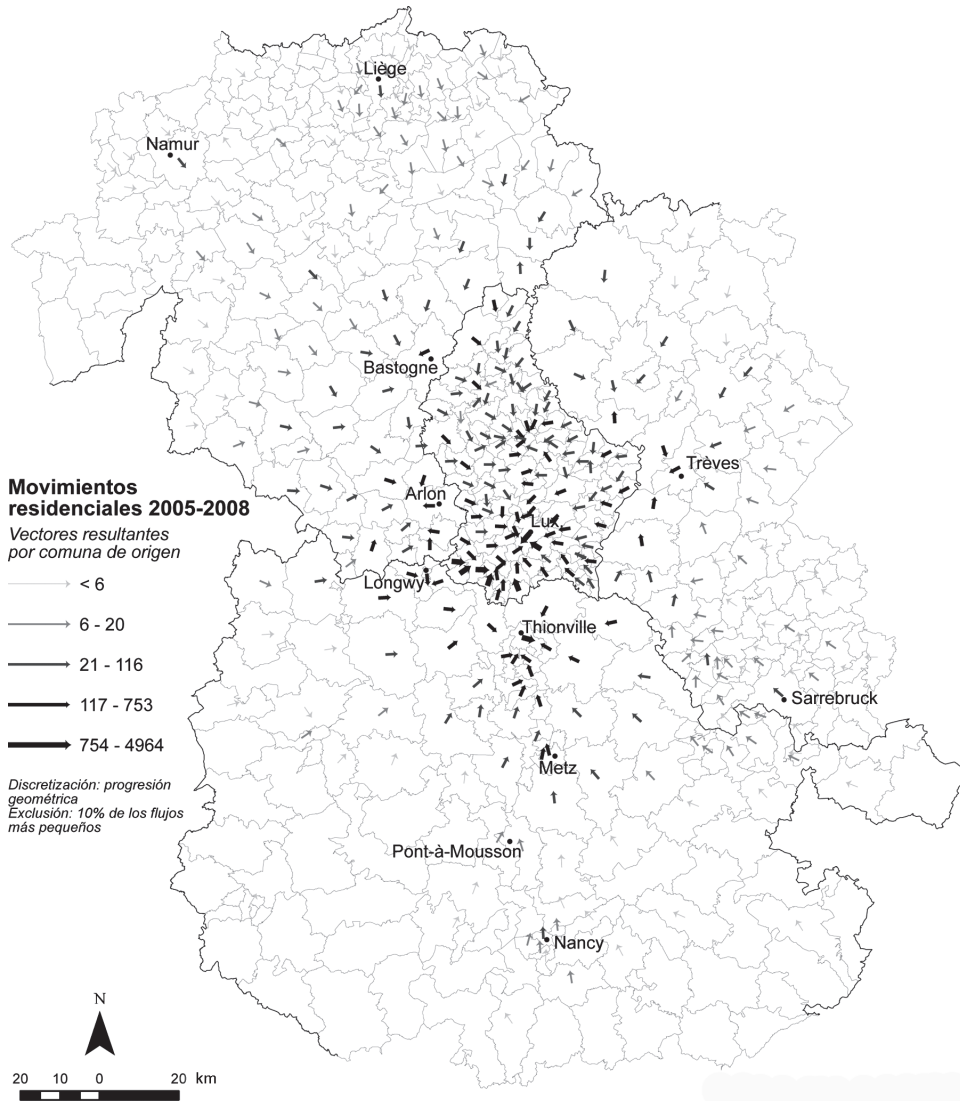 Liège
Namur
Bastogne
Trèves
Arlon
Lux.
Longwy
Thionville
Sarrebruck
Metz
Pont-à-Mousson
Nancy
Movimientos
residenciales 2005-2008
Vectores resultantes
por comuna de origen
< 6
6 - 20
21 - 116
117 - 753
754 - 4964
Discretización: progresión
geométrica
Exclusión: 10% de los flujos
más pequeños
N
20 10 0 20 km